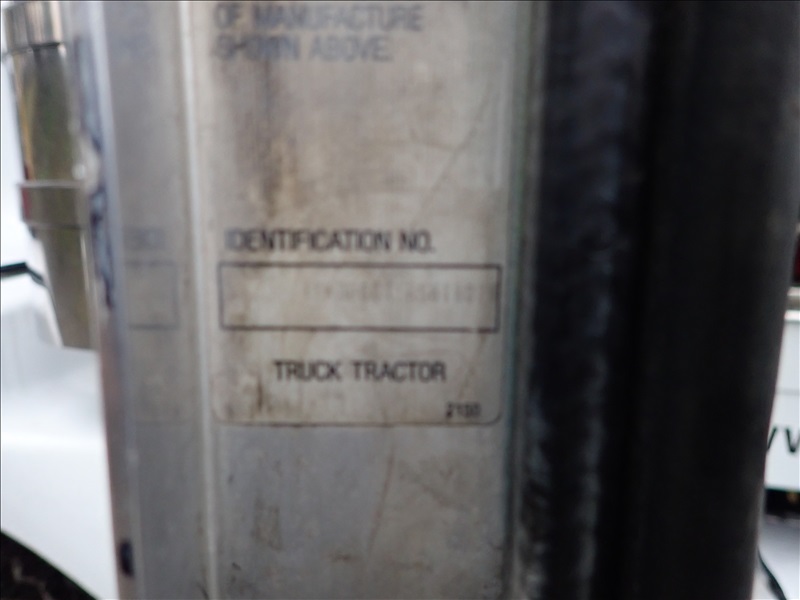 OF MANUFACTURE
SHOWN ABOVE
IDENTIFICATION NO.
TRUCK TRACTOR
2100